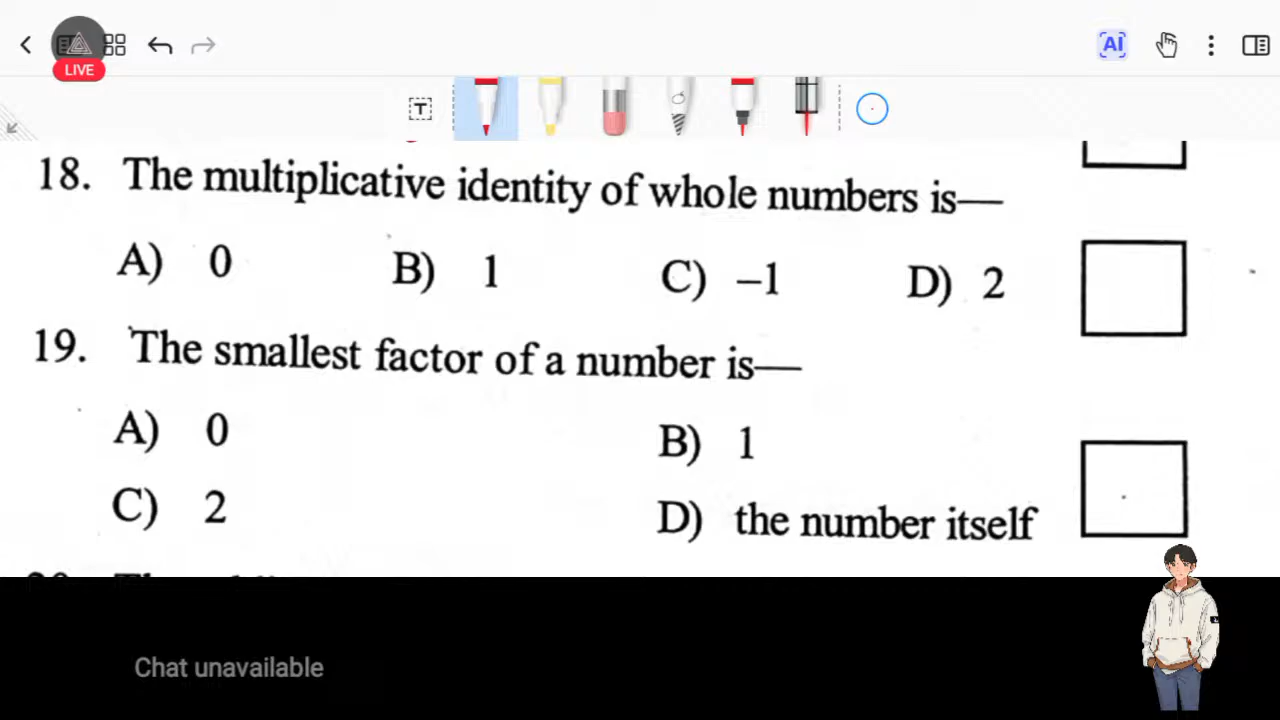 AI
LIVE
T
18. The multiplicative identity of whole numbers is—
A) 0 B) 1 C) –1 D) 2
19. The smallest factor of a number is—
A) 0 B) 1
C) 2 D) the number itself
Chat unavailable